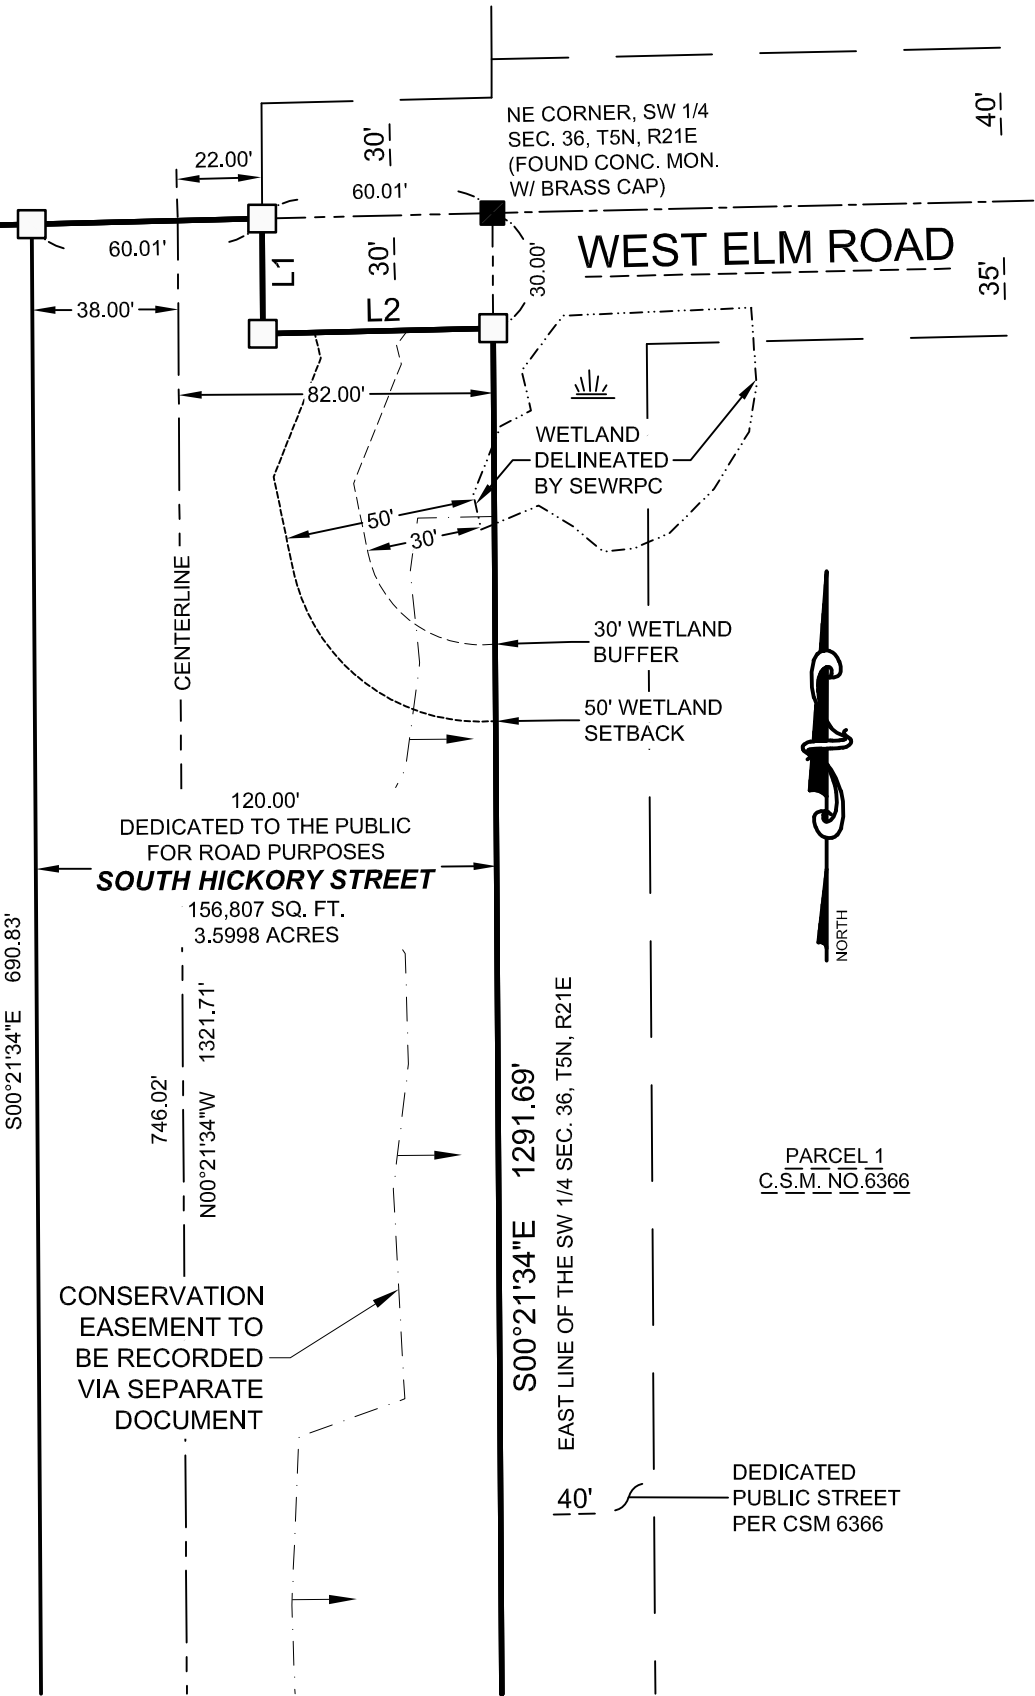 NE CORNER, SW 1/4
SEC. 36, T5N, R21E
(FOUND CONC. MON.
W/ BRASS CAP)
40'
30'
22.00'
60.01'
60.01'
30'
L1
30.00'
WEST ELM ROAD
35'
38.00'
L2
82.00'
WETLAND
DELINEATED
BY SEWRPC
50'
30'
CENTERLINE
30' WETLAND
BUFFER
50' WETLAND
SETBACK
120.00'
DEDICATED TO THE PUBLIC
FOR ROAD PURPOSES
SOUTH HICKORY STREET
156,807 SQ. FT.
3.5998 ACRES
NORTH
S00°21'34"E 690.83'
746.02'
N00°21'34"W 1321.71'
S00°21'34"E 1291.69'
EAST LINE OF THE SW 1/4 SEC. 36, T5N, R21E
PARCEL 1
C.S.M. NO.6366
CONSERVATION
EASEMENT TO
BE RECORDED
VIA SEPARATE
DOCUMENT
40'
DEDICATED
PUBLIC STREET
PER CSM 6366